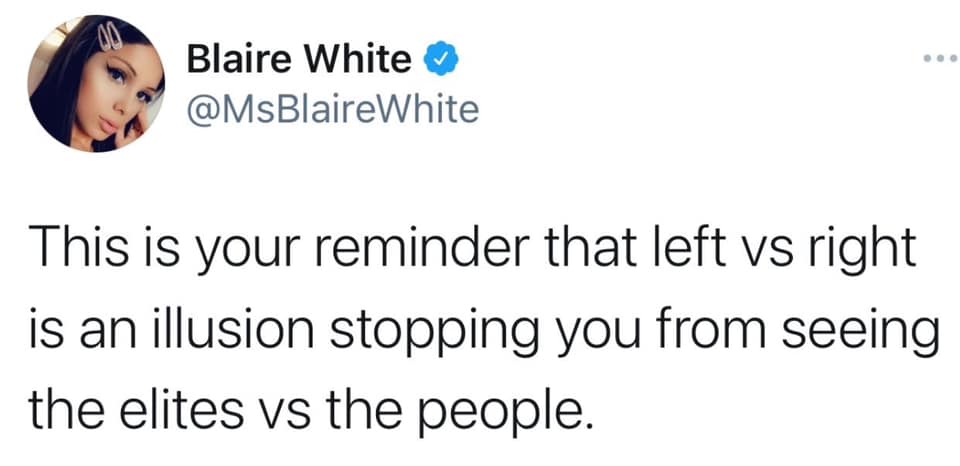 Blaire White
@MsBlaireWhite
This is your reminder that left vs right
is an illusion stopping you from seeing
the elites vs the people.